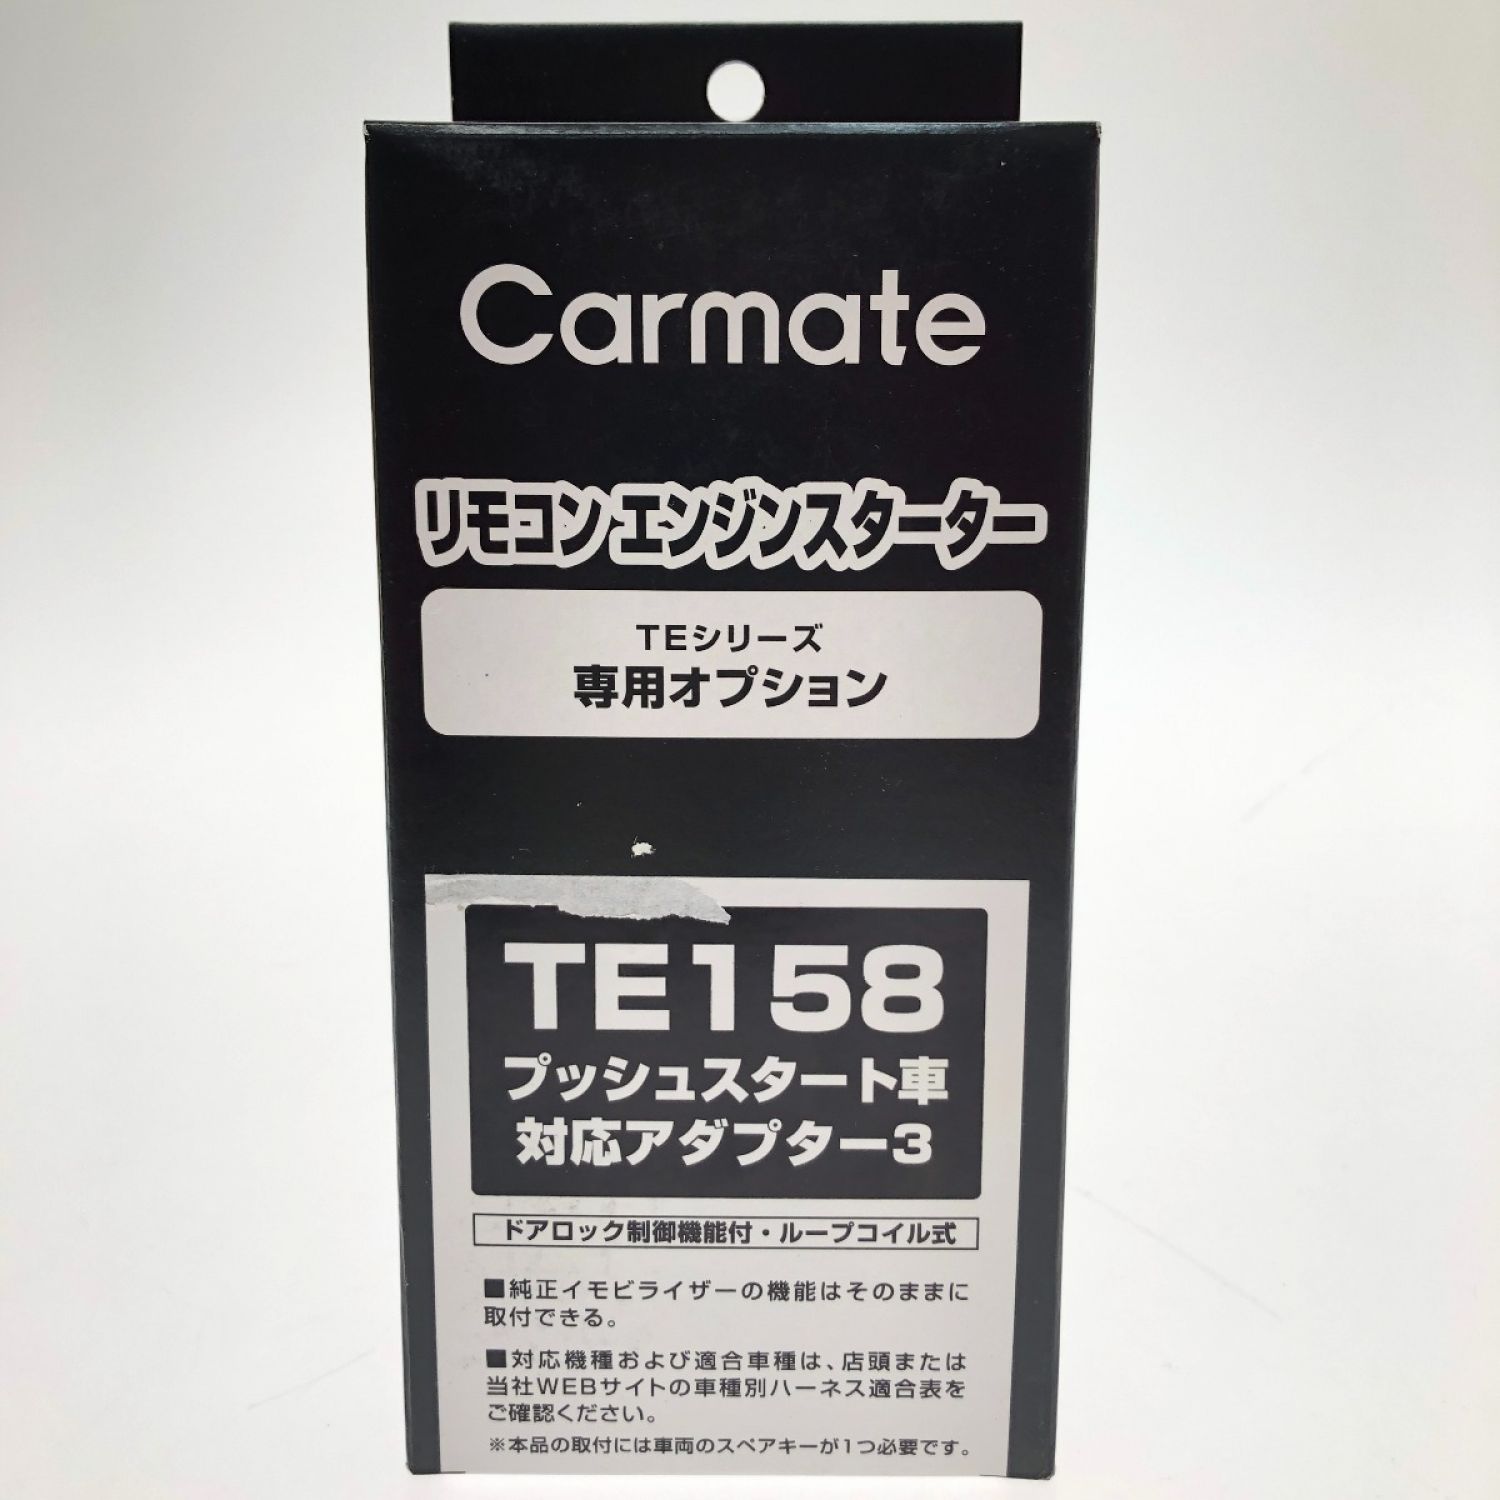 Carmate
リモコンエンジンスターター
TEシリーズ
専用オプション
TE158
プッシュスタート車
対応アダプター3
ドアロック制御機能付・ループコイル式
■純正イモビライザーの機能はそのままに
取付できる。
■対応機種および適合車種は、店頭または
当社WEBサイトの車種別ハーネス適合表を
ご確認ください。
※本品の取付には車両のスペアキーが1つ必要です。